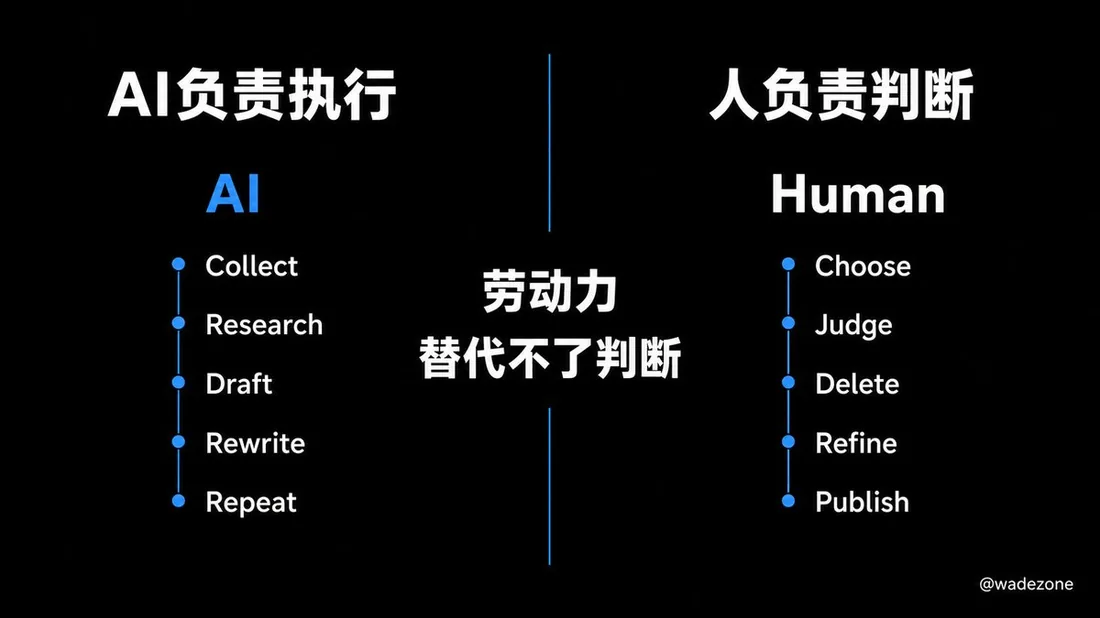 AI负责执行
AI
Collect
Research
Draft
Rewrite
Repeat
劳动力
替代不了判断
人负责判断
Human
Choose
Judge
Delete
Refine
Publish
@wadezone